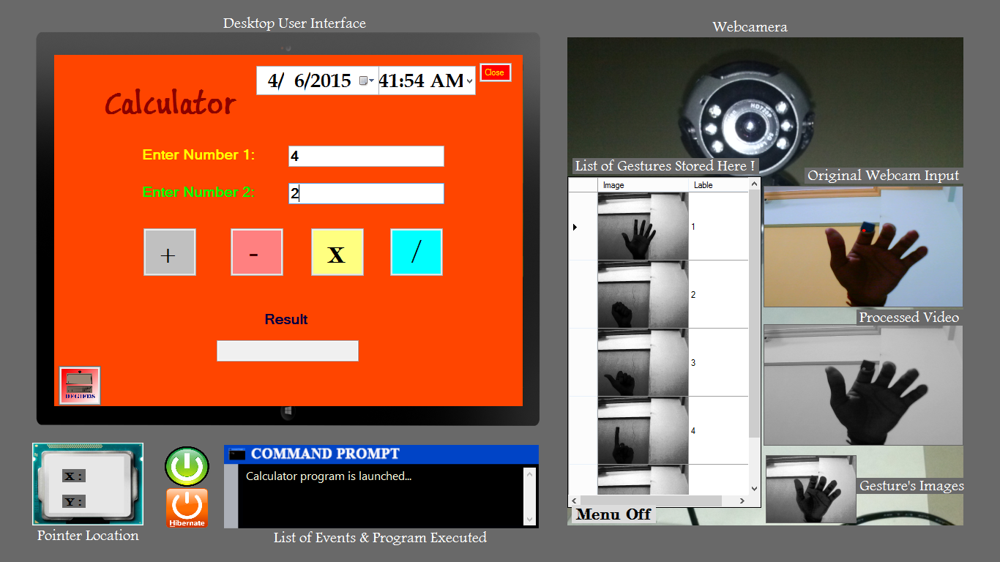 Desktop User Interface
4/ 6/2015
41:54 AM
Close
Calculator
Enter Number 1:
4
Enter Number 2:
2
+
-
x
/
Result
DFGIFDS
X :
Y :
Hibernate
Pointer Location
COMMAND PROMPT
Calculator program is launched...
List of Events & Program Executed
Webcamera
HD720P
List of Gestures Stored Here !
Image
Lable
1
2
3
4
Menu Off
Original Webcam Input
Processed Video
Gesture's Images